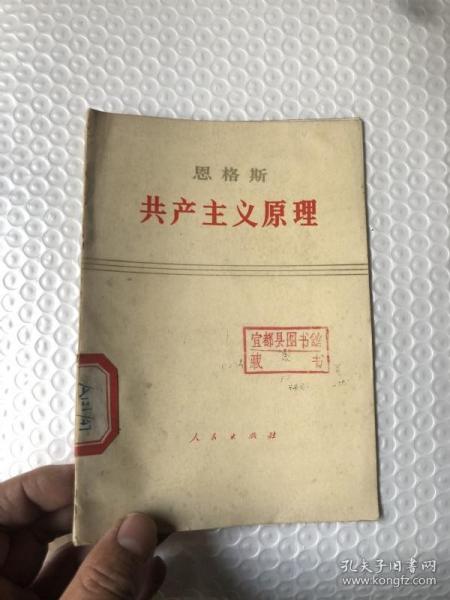 恩格斯
共产主义原理
宜都县图书馆
藏书
人民出版社
孔夫子旧书网
www.kongfz.com